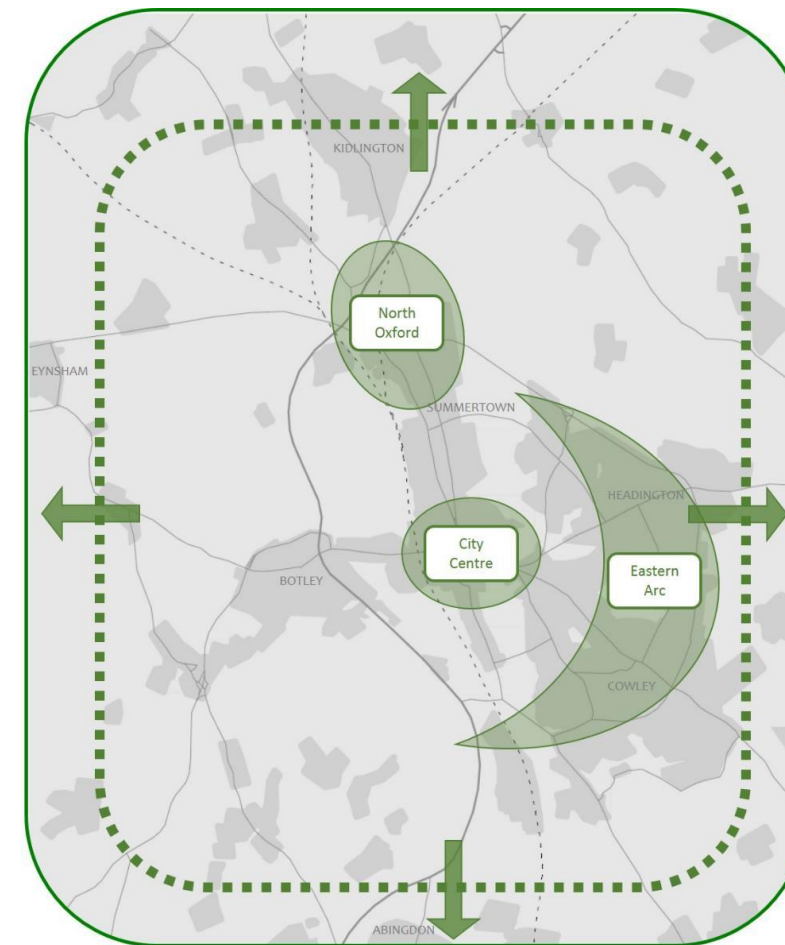 KIDLINGTON
North
Oxford
EYNSHAM
SUMMERTOWN
HEADINGTON
City
Centre
BOTLEY
Eastern
Arc
COWLEY
ABINGDON